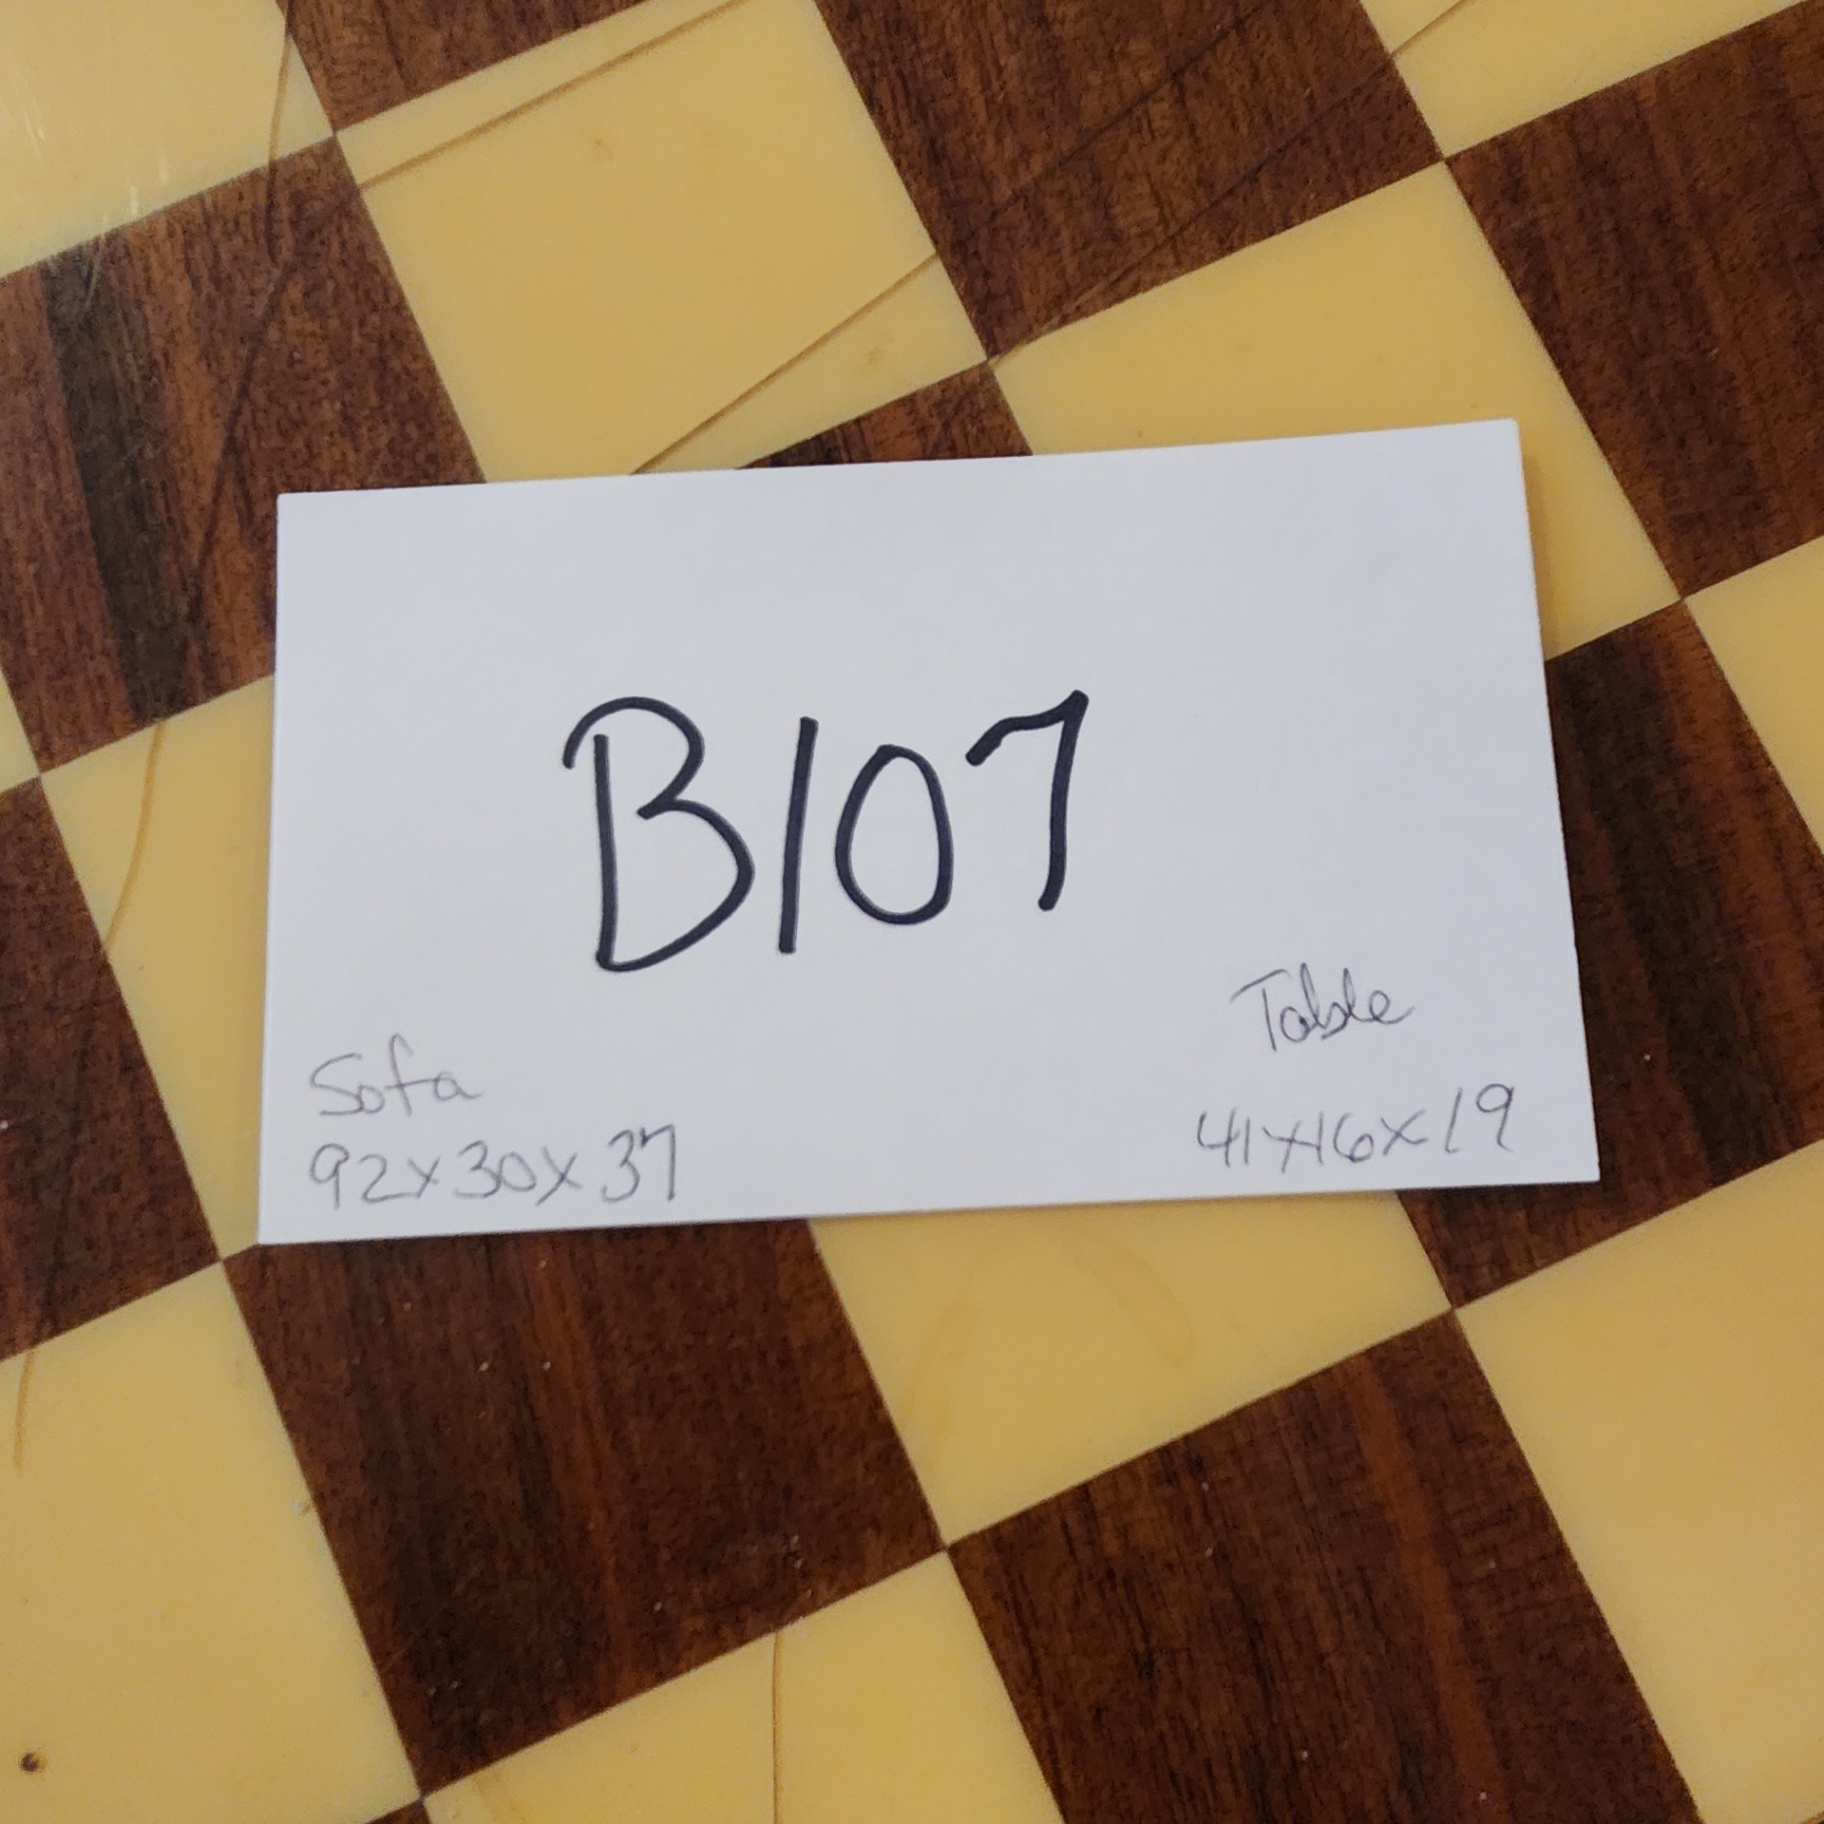 B107
Sofa
92x30x37
Table
41x16x19